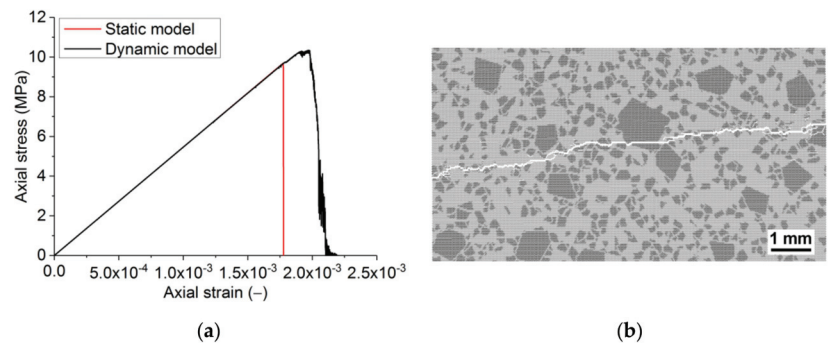 12
10
8
6
4
2
0
Axial stress (MPa)
Static model
Dynamic model
0.0 5.0x10⁻⁴ 1.0x10⁻³ 1.5x10⁻³ 2.0x10⁻³ 2.5x10⁻³
Axial strain (−)
1 mm
(a) (b)